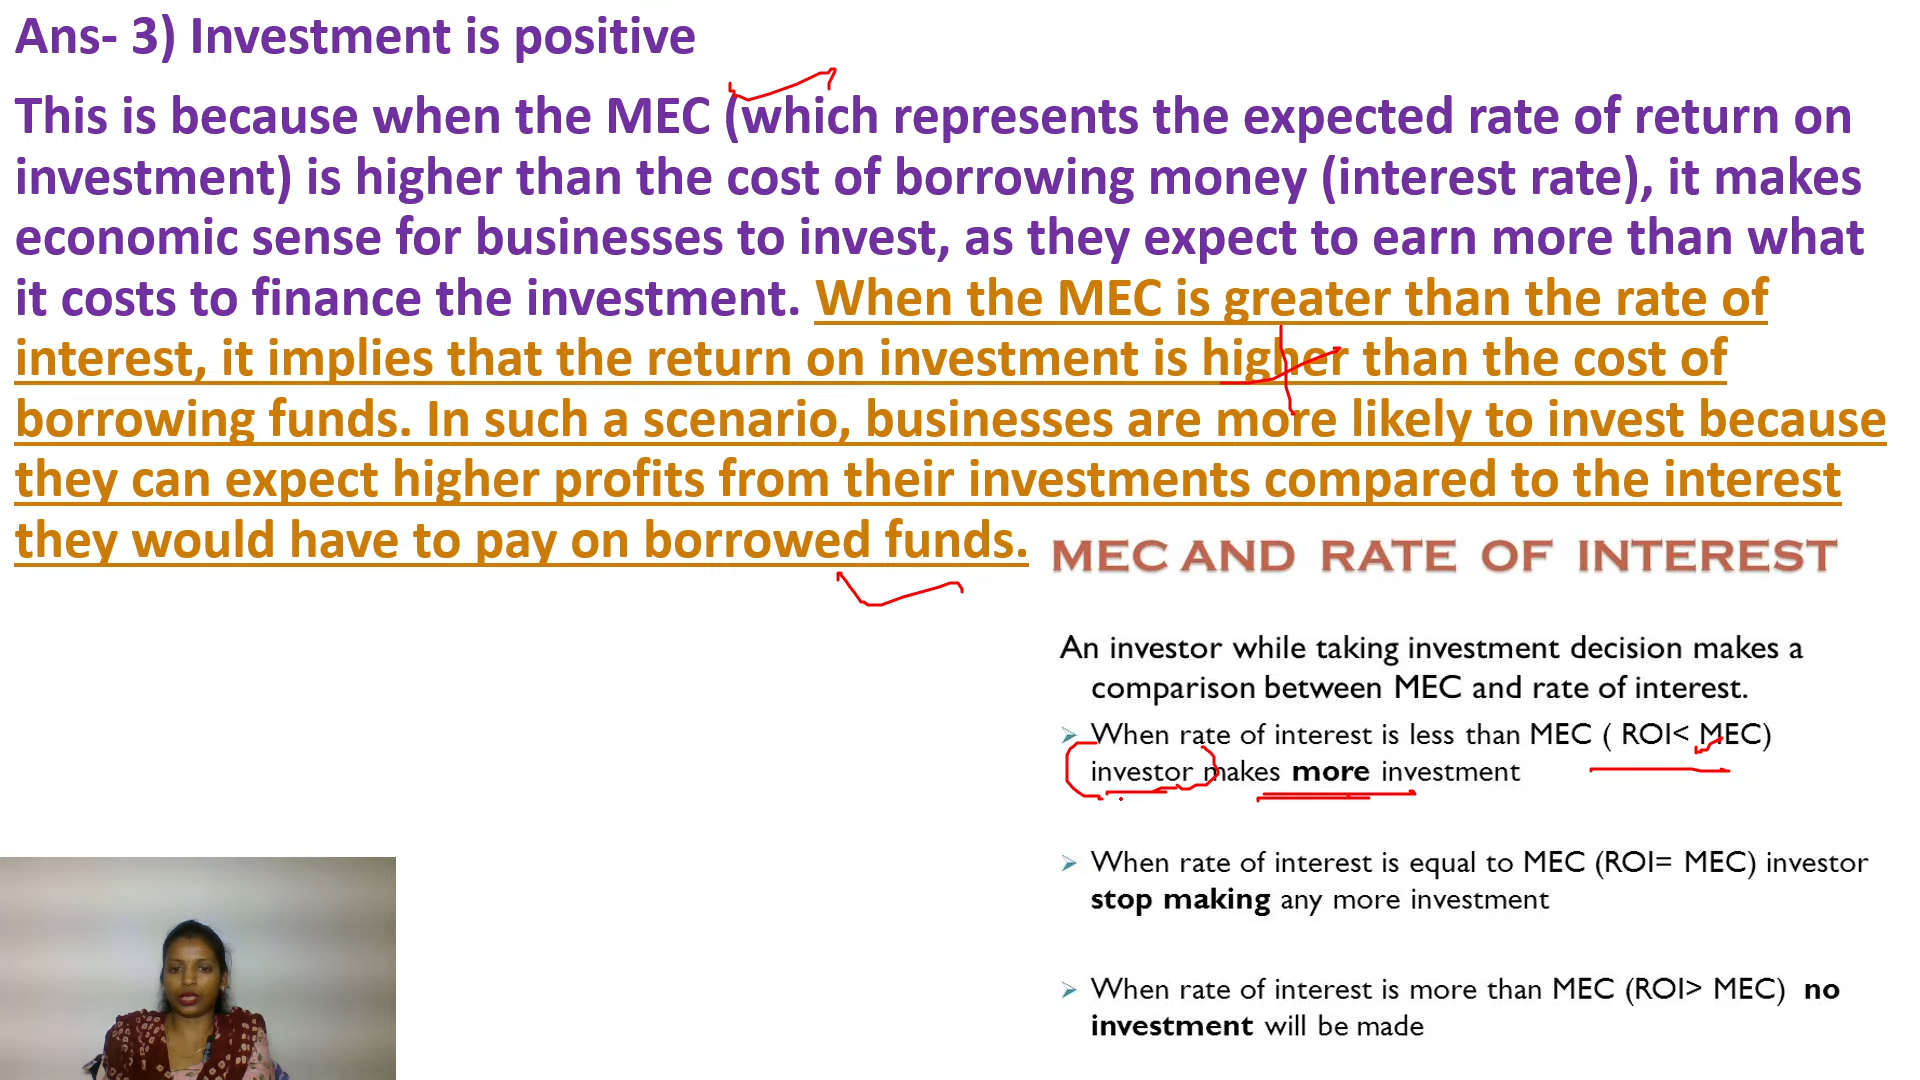 Ans- 3) Investment is positive
This is because when the MEC (which represents the expected rate of return on
investment) is higher than the cost of borrowing money (interest rate), it makes
economic sense for businesses to invest, as they expect to earn more than what
it costs to finance the investment. When the MEC is greater than the rate of
interest, it implies that the return on investment is higher than the cost of
borrowing funds. In such a scenario, businesses are more likely to invest because
they can expect higher profits from their investments compared to the interest
they would have to pay on borrowed funds.
MEC AND RATE OF INTEREST
An investor while taking investment decision makes a
comparison between MEC and rate of interest.
When rate of interest is less than MEC ( ROI< MEC)
investor makes more investment
When rate of interest is equal to MEC (ROI= MEC) investor
stop making any more investment
When rate of interest is more than MEC (ROI> MEC) no
investment will be made